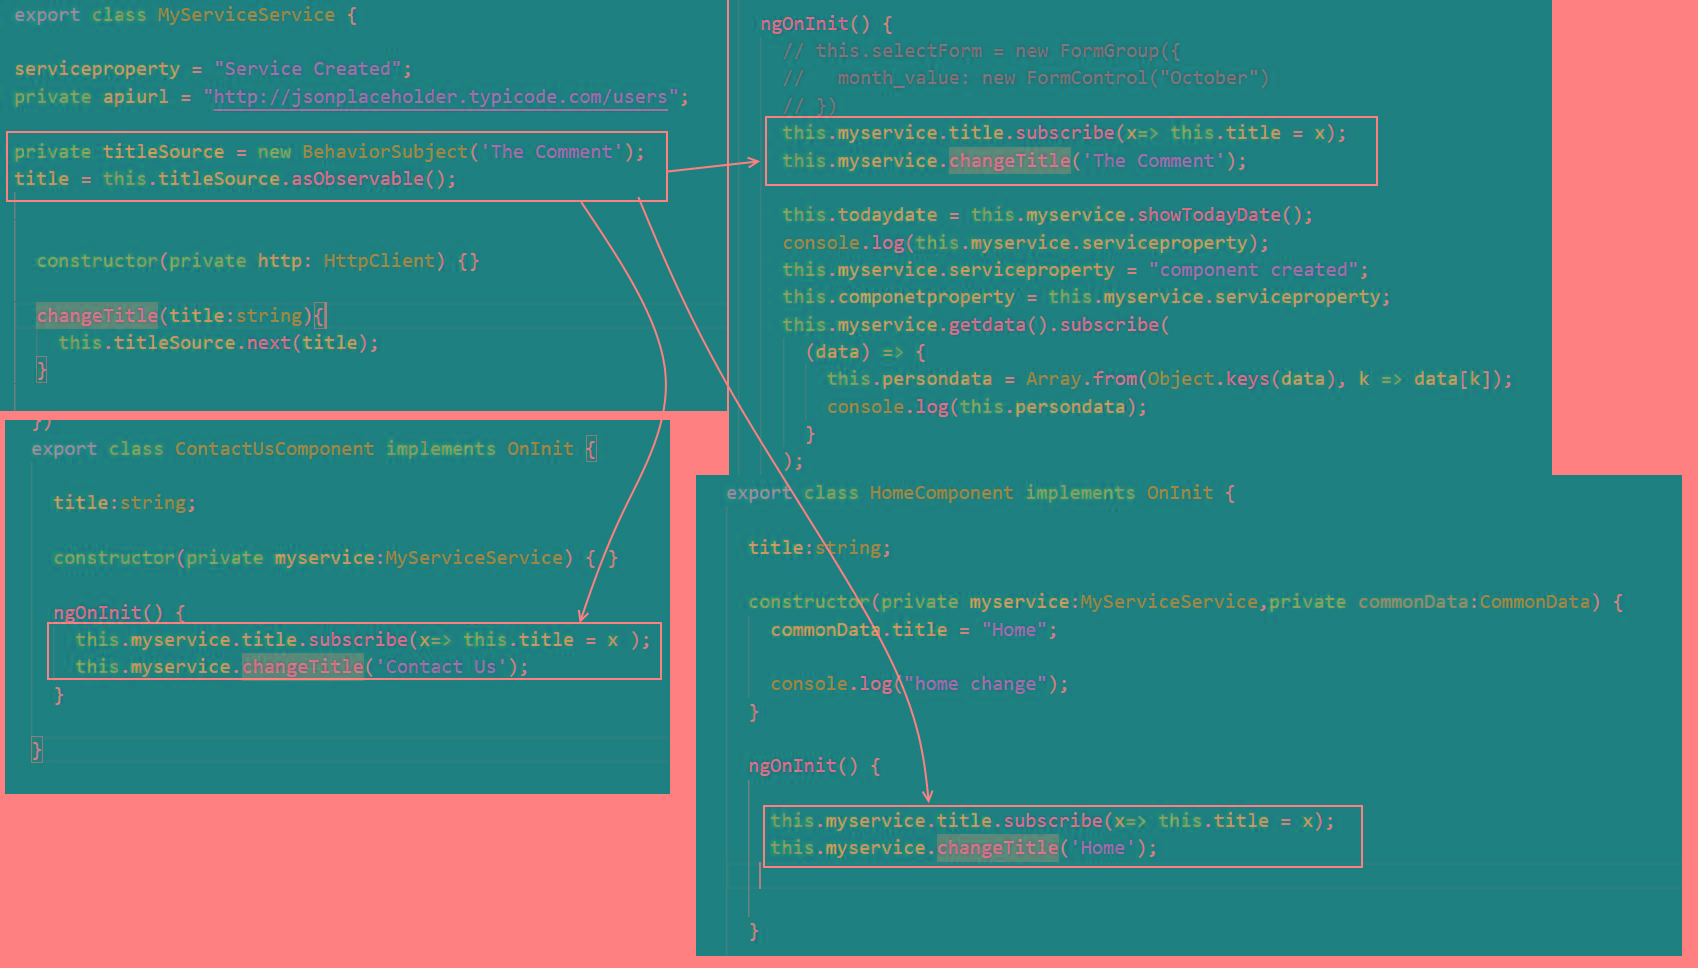 export class MyServiceService {
serviceproperty = "Service Created";
private apiurl = "http://jsonplaceholder.typicode.com/users";
private titleSource = new BehaviorSubject('The Comment');
title = this.titleSource.asObservable();
constructor(private http: HttpClient) {}
changeTitle(title:string){
this.titleSource.next(title);
}
ngOnInit() {
// this.selectForm = new FormGroup({
//   month_value: new FormControl("October")
// })
this.myservice.title.subscribe(x=> this.title = x);
this.myservice.changeTitle('The Comment');
this.todaydate = this.myservice.showTodayDate();
console.log(this.myservice.serviceproperty);
this.myservice.serviceproperty = "component created";
this.componetproperty = this.myservice.serviceproperty;
this.myservice.getdata().subscribe(
(data) => {
this.persondata = Array.from(Object.keys(data), k => data[k]);
console.log(this.persondata);
}
);
})
export class ContactUsComponent implements OnInit {
title:string;
constructor(private myservice:MyServiceService) { }
ngOnInit() {
this.myservice.title.subscribe(x=> this.title = x );
this.myservice.changeTitle('Contact Us');
}
}
export class HomeComponent implements OnInit {
title:string;
constructor(private myservice:MyServiceService,private commonData:CommonData) {
commonData.title = "Home";
console.log("home change");
}
ngOnInit() {
this.myservice.title.subscribe(x=> this.title = x);
this.myservice.changeTitle('Home');
}